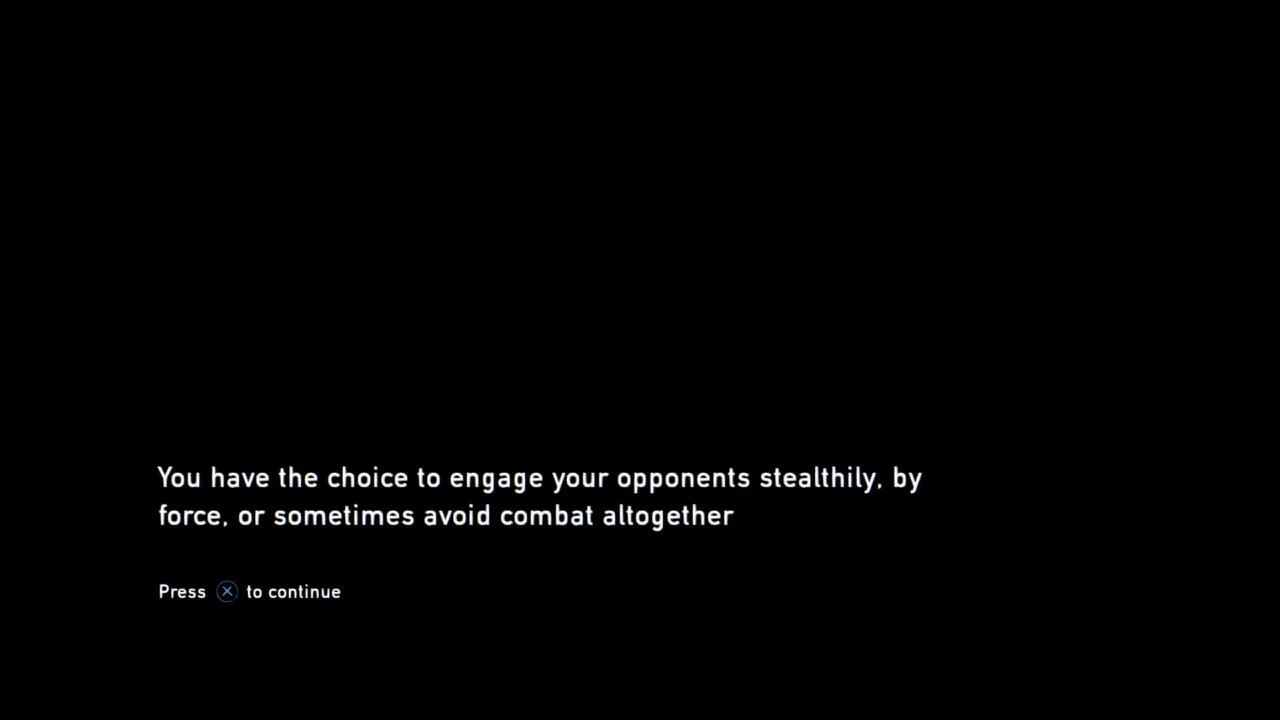 You have the choice to engage your opponents stealthily, by
force, or sometimes avoid combat altogether
Press ⓧ to continue